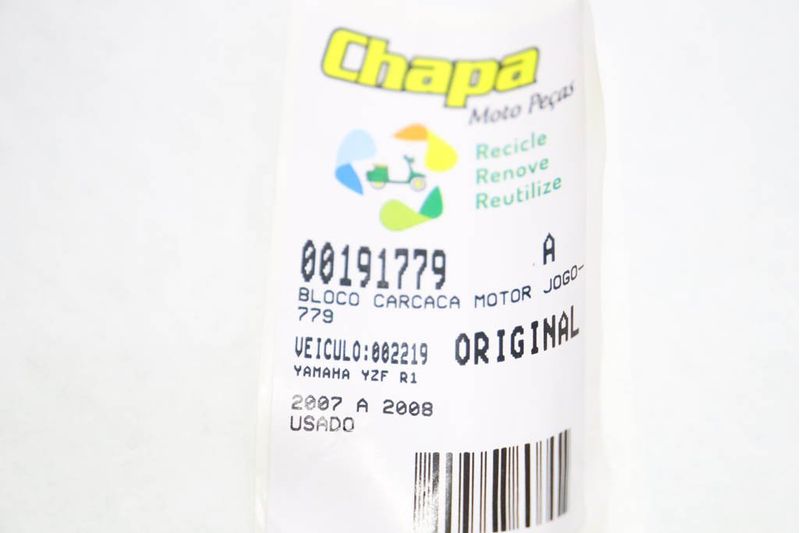 Chapa
Moto Peças
Recicle
Renove
Reutilize
00191779 A
BLOCO CARCACA MOTOR JOGO-
779
VEICULO:002219 ORIGINAL
YAMAHA YZF R1
2007 A 2008
USADO